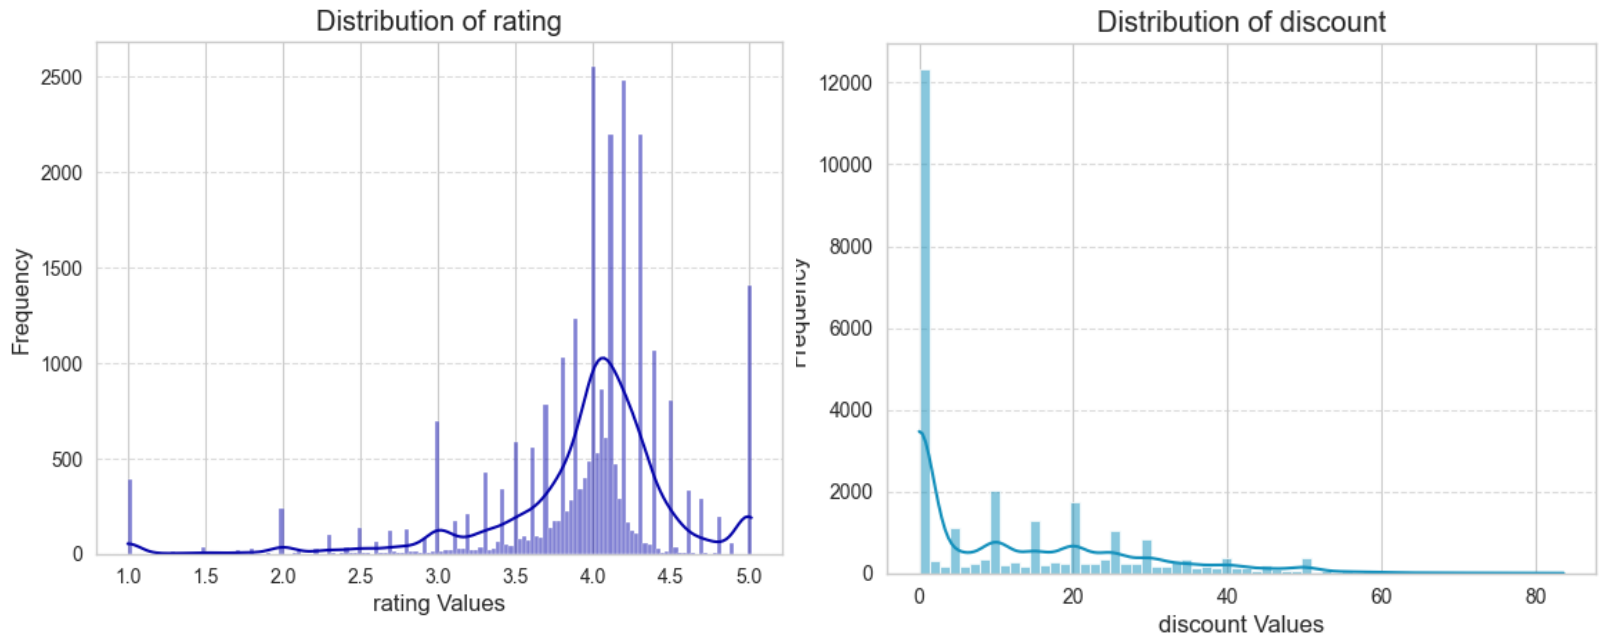 Distribution of rating
2500
2000
1500
1000
500
0
Frequency
1.0 1.5 2.0 2.5 3.0 3.5 4.0 4.5 5.0
rating Values
Distribution of discount
12000
10000
8000
6000
4000
2000
0
Frequency
0 20 40 60 80
discount Values